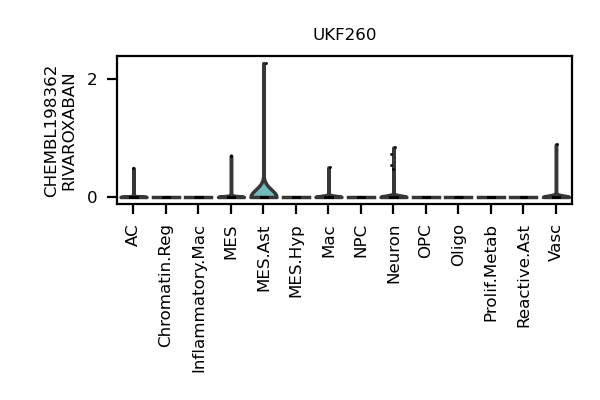 UKF260
CHEMBL198362
RIVAROXABAN
2
0
AC
Chromatin.Reg
Inflammatory.Mac
MES
MES.Ast
MES.Hyp
Mac
NPC
Neuron
OPC
Oligo
Prolif.Metab
Reactive.Ast
Vasc